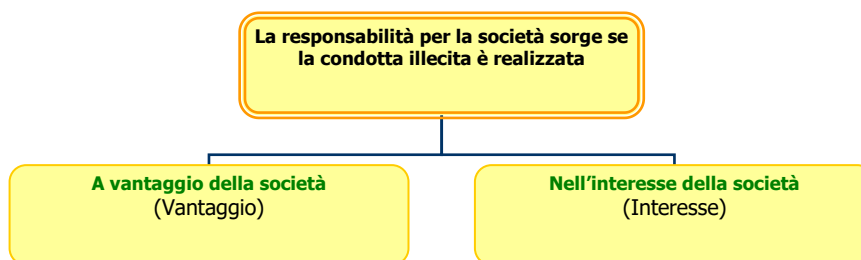 La responsabilità per la società sorge se
la condotta illecita è realizzata
A vantaggio della società
(Vantaggio)
Nell’interesse della società
(Interesse)